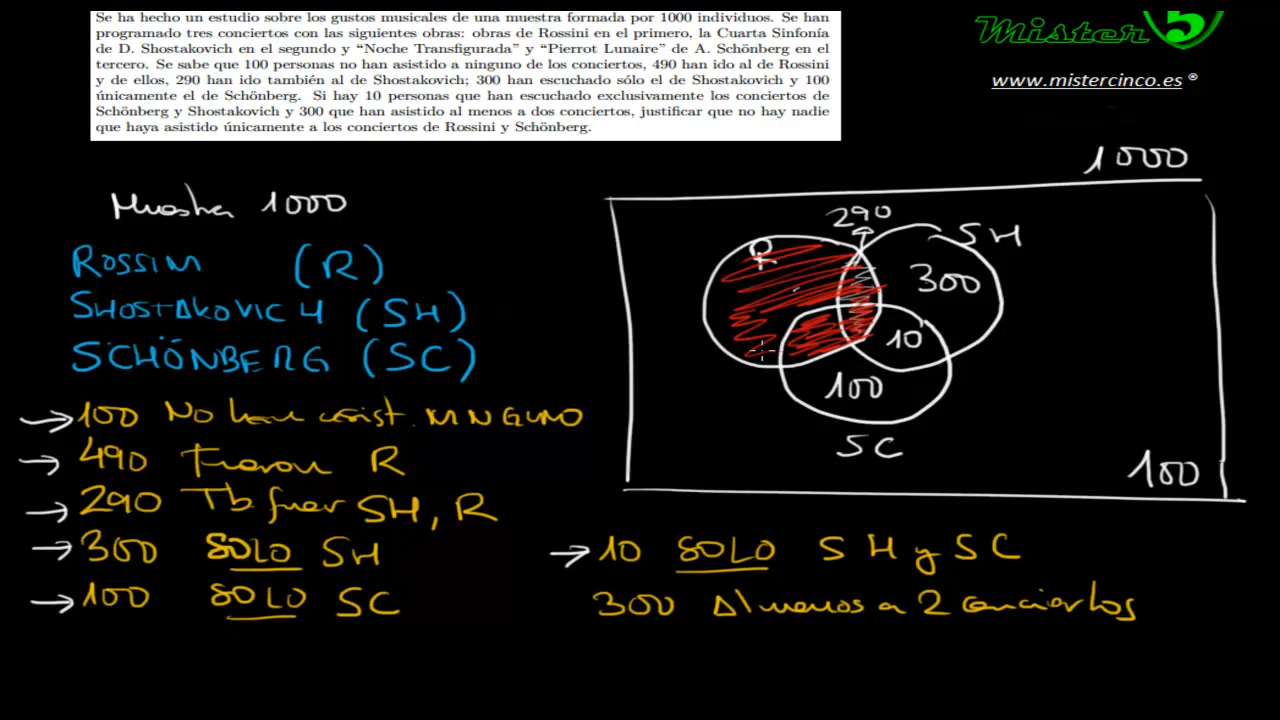 Se ha hecho un estudio sobre los gustos musicales de una muestra formada por 1000 individuos. Se han
programado tres conciertos con las siguientes obras: obras de Rossini en el primero, la Cuarta Sinfonía
de D. Shostakovich en el segundo y “Noche Transfigurada” y “Pierrot Lunaire” de A. Schönberg en el
tercero. Se sabe que 100 personas no han asistido a ninguno de los conciertos, 490 han ido al de Rossini
y de ellos, 290 han ido también al de Shostakovich; 300 han escuchado sólo el de Shostakovich y 100
únicamente el de Schönberg. Si hay 10 personas que han escuchado exclusivamente los conciertos de
Schönberg y Shostakovich y 300 que han asistido al menos a dos conciertos, justificar que no hay nadie
que haya asistido únicamente a los conciertos de Rossini y Schönberg.
Mister 5
www.mistercinco.es ®
1000
Muestra 1000
290
R
SH
ROSSINI (R)
300
SHOSTAKOVICH (SH)
10
SCHÖNBERG (SC)
100
→ 100 No han asist. NINGUNO
SC
→ 490 fueron R
100
→ 290 Tb fuer SH, R
→ 300 SOLO SH
→ 10 SOLO SH y SC
→ 100 SOLO SC
300 Al menos a 2 conciertos